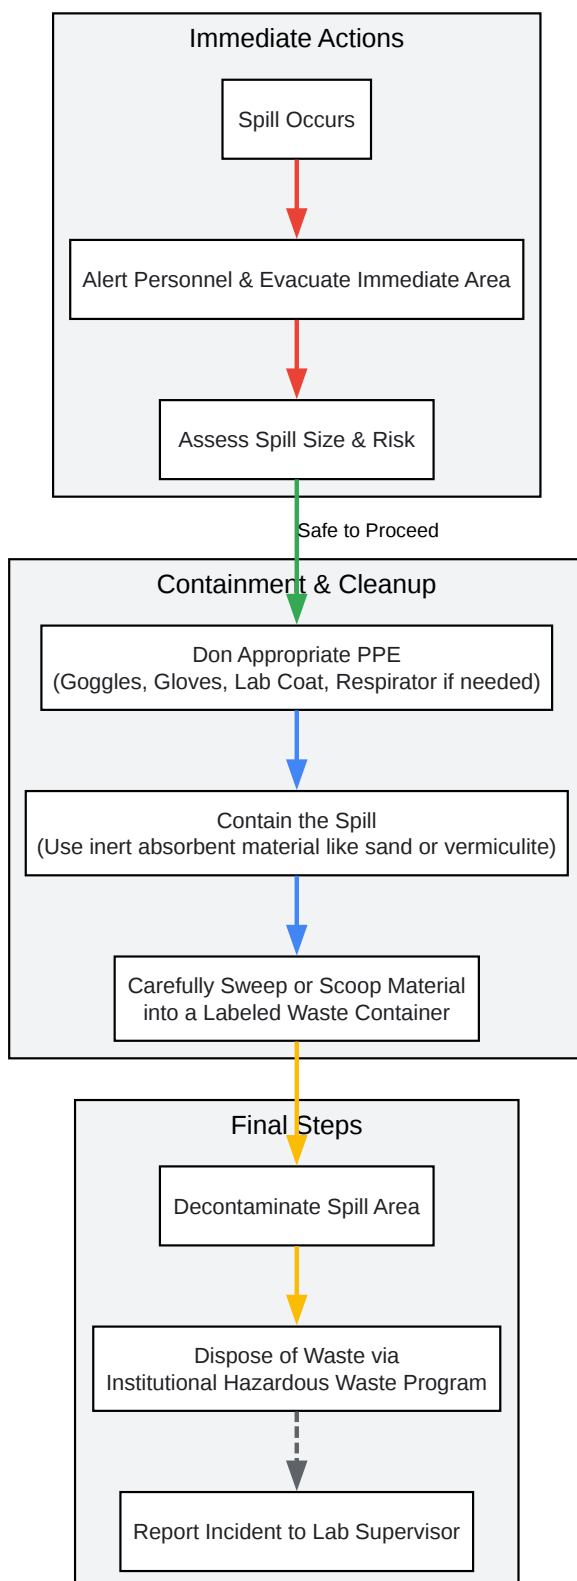 Immediate Actions
Spill Occurs
Alert Personnel & Evacuate Immediate Area
Assess Spill Size & Risk
Safe to Proceed
Containment & Cleanup
Don Appropriate PPE
(Goggles, Gloves, Lab Coat, Respirator if needed)
Contain the Spill
(Use inert absorbent material like sand or vermiculite)
Carefully Sweep or Scoop Material
into a Labeled Waste Container
Final Steps
Decontaminate Spill Area
Dispose of Waste via
Institutional Hazardous Waste Program
Report Incident to Lab Supervisor